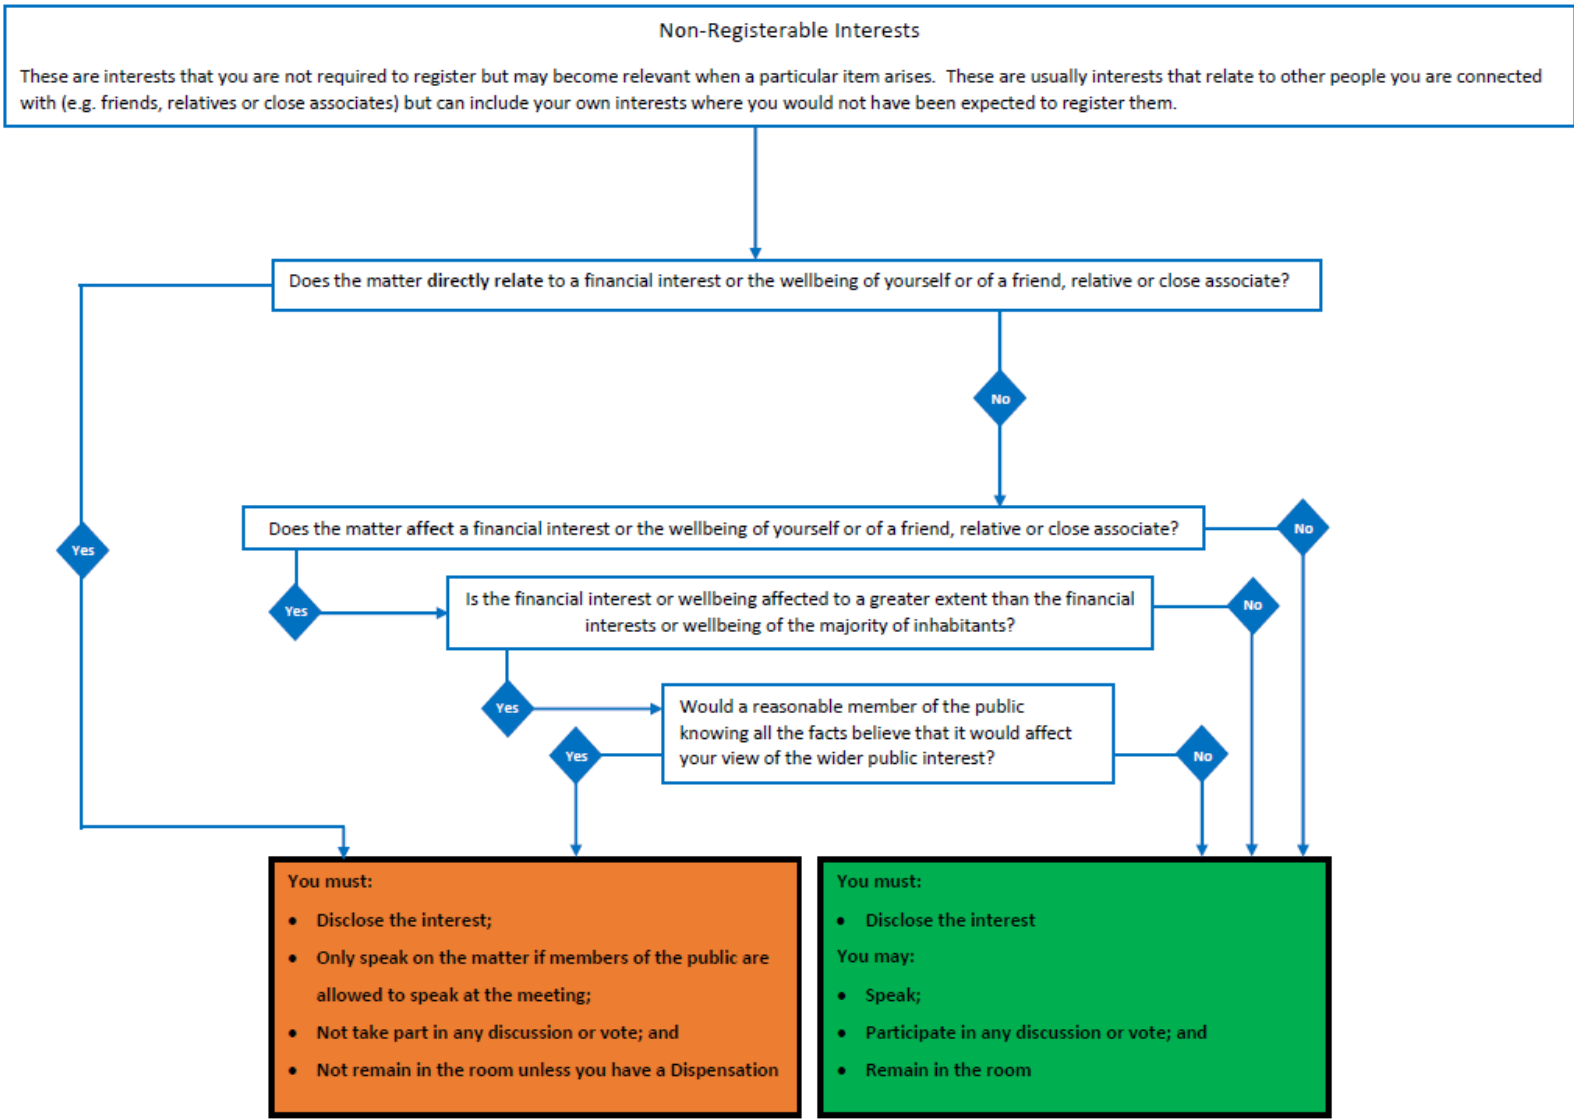 Non-Registerable Interests
These are interests that you are not required to register but may become relevant when a particular item arises.  These are usually interests that relate to other people you are connected
with (e.g. friends, relatives or close associates) but can include your own interests where you would not have been expected to register them.
Does the matter directly relate to a financial interest or the wellbeing of yourself or of a friend, relative or close associate?
No
Does the matter affect a financial interest or the wellbeing of yourself or of a friend, relative or close associate?
No
Yes
Yes
Is the financial interest or wellbeing affected to a greater extent than the financial
interests or wellbeing of the majority of inhabitants?
No
Yes
Would a reasonable member of the public
knowing all the facts believe that it would affect
your view of the wider public interest?
Yes
No
You must:
• Disclose the interest;
• Only speak on the matter if members of the public are
allowed to speak at the meeting;
• Not take part in any discussion or vote; and
• Not remain in the room unless you have a Dispensation
You must:
• Disclose the interest
You may:
• Speak;
• Participate in any discussion or vote; and
• Remain in the room